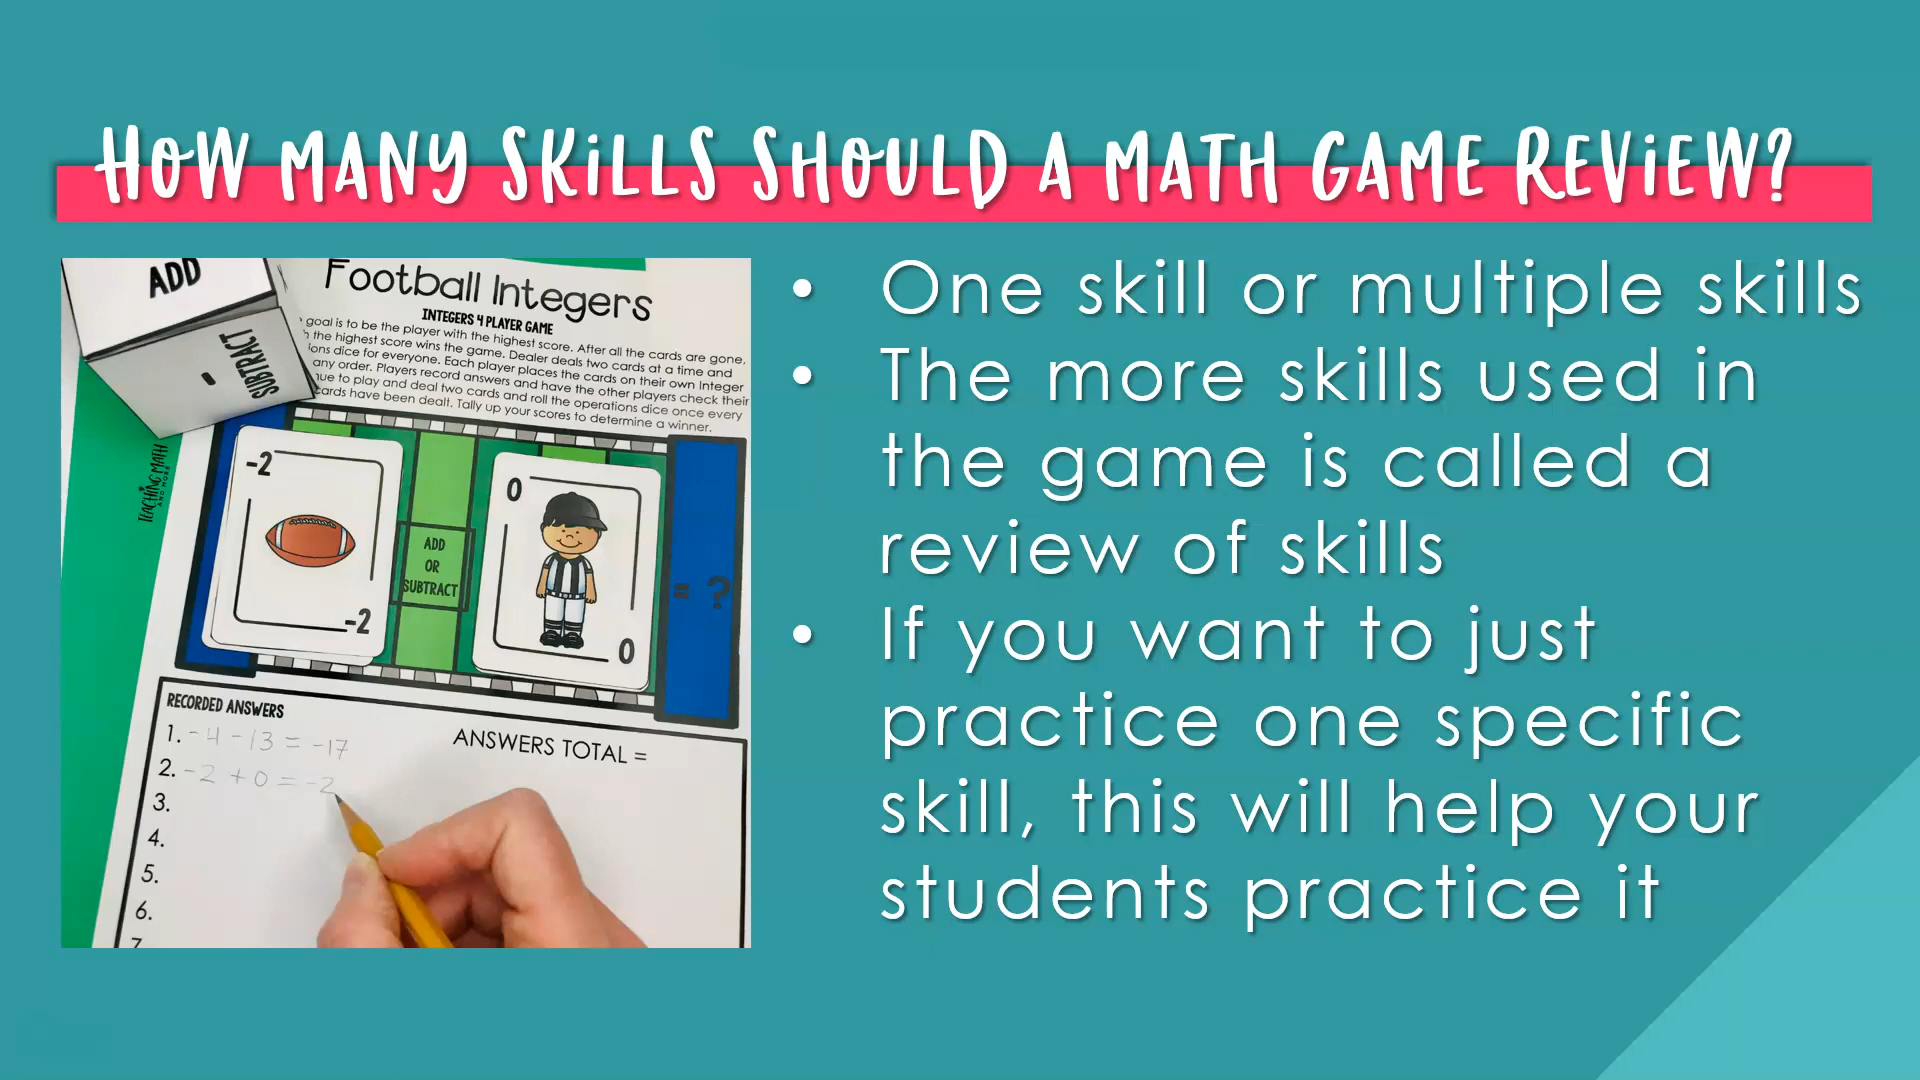 HOW MANY SKiLLS SHOULD A MATH GAME REViEW?
ADD
SUBTRACT
-
Football Integers
INTEGERS 4 PLAYER GAME
goal is to be the player with the highest score. After all the cards are gone,
the highest score wins the game. Dealer deals two cards at a time and
dice for everyone. Each player places the cards on their own Integer
any order. Players record answers and have the other players check their
to play and deal two cards and roll the operations dice once every
cards have been dealt. Tally up your scores to determine a winner.
TEACHING MATH
AND MORE
-2
-2
ADD
OR
SUBTRACT
0
0
= ?
RECORDED ANSWERS
ANSWERS TOTAL =
1. -4 -13 = -17
2. -2 +0 = -2
3.
4.
5.
6.
7.
• One skill or multiple skills
• The more skills used in
the game is called a
review of skills
• If you want to just
practice one specific
skill, this will help your
students practice it